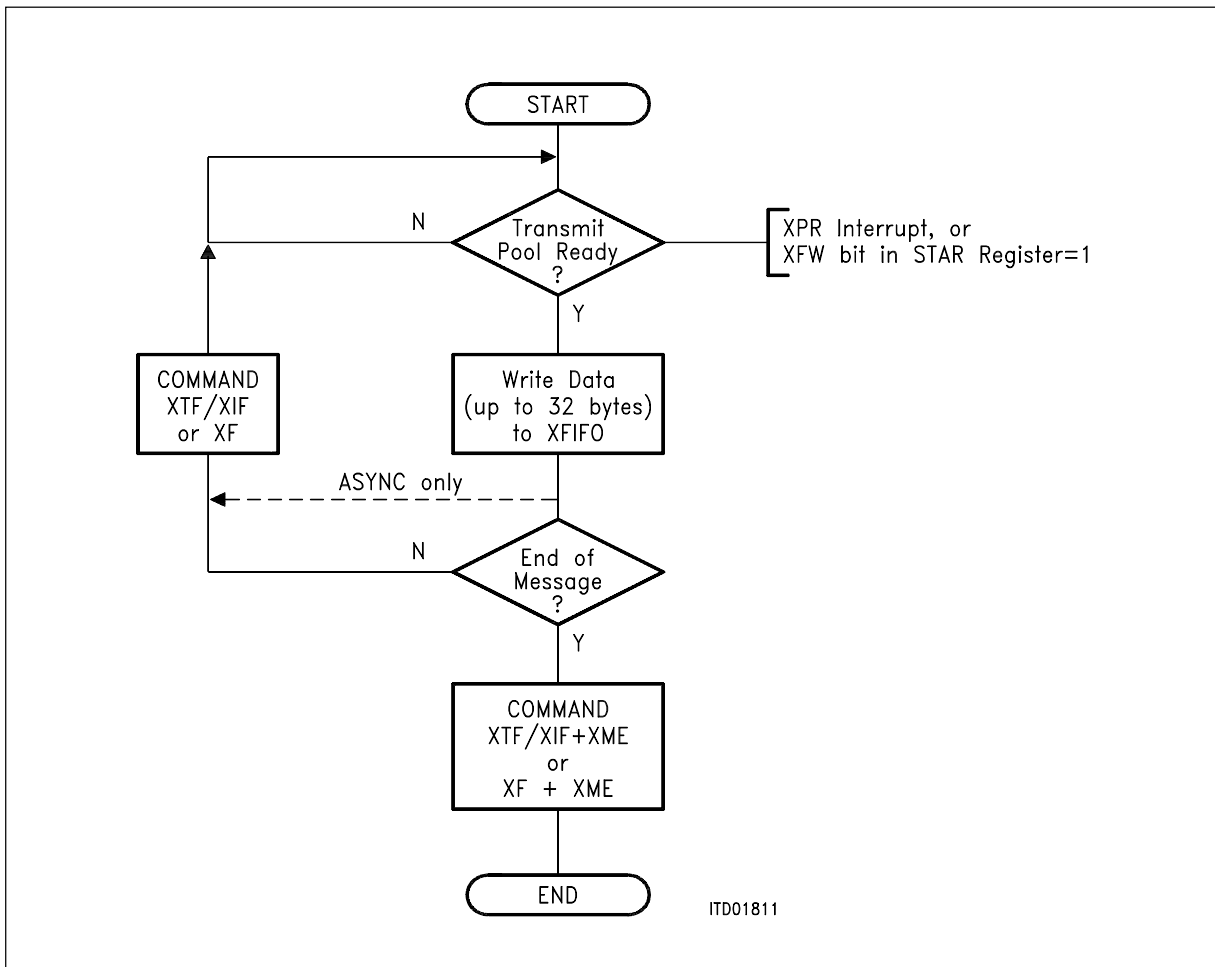 START
N
Transmit
Pool Ready
?
XPR Interrupt, or
XFW bit in STAR Register=1
Y
COMMAND
XTF/XIF
or XF
Write Data
(up to 32 bytes)
to XFIFO
ASYNC only
N
End of
Message
?
Y
COMMAND
XTF/XIF+XME
or
XF + XME
END
ITD01811